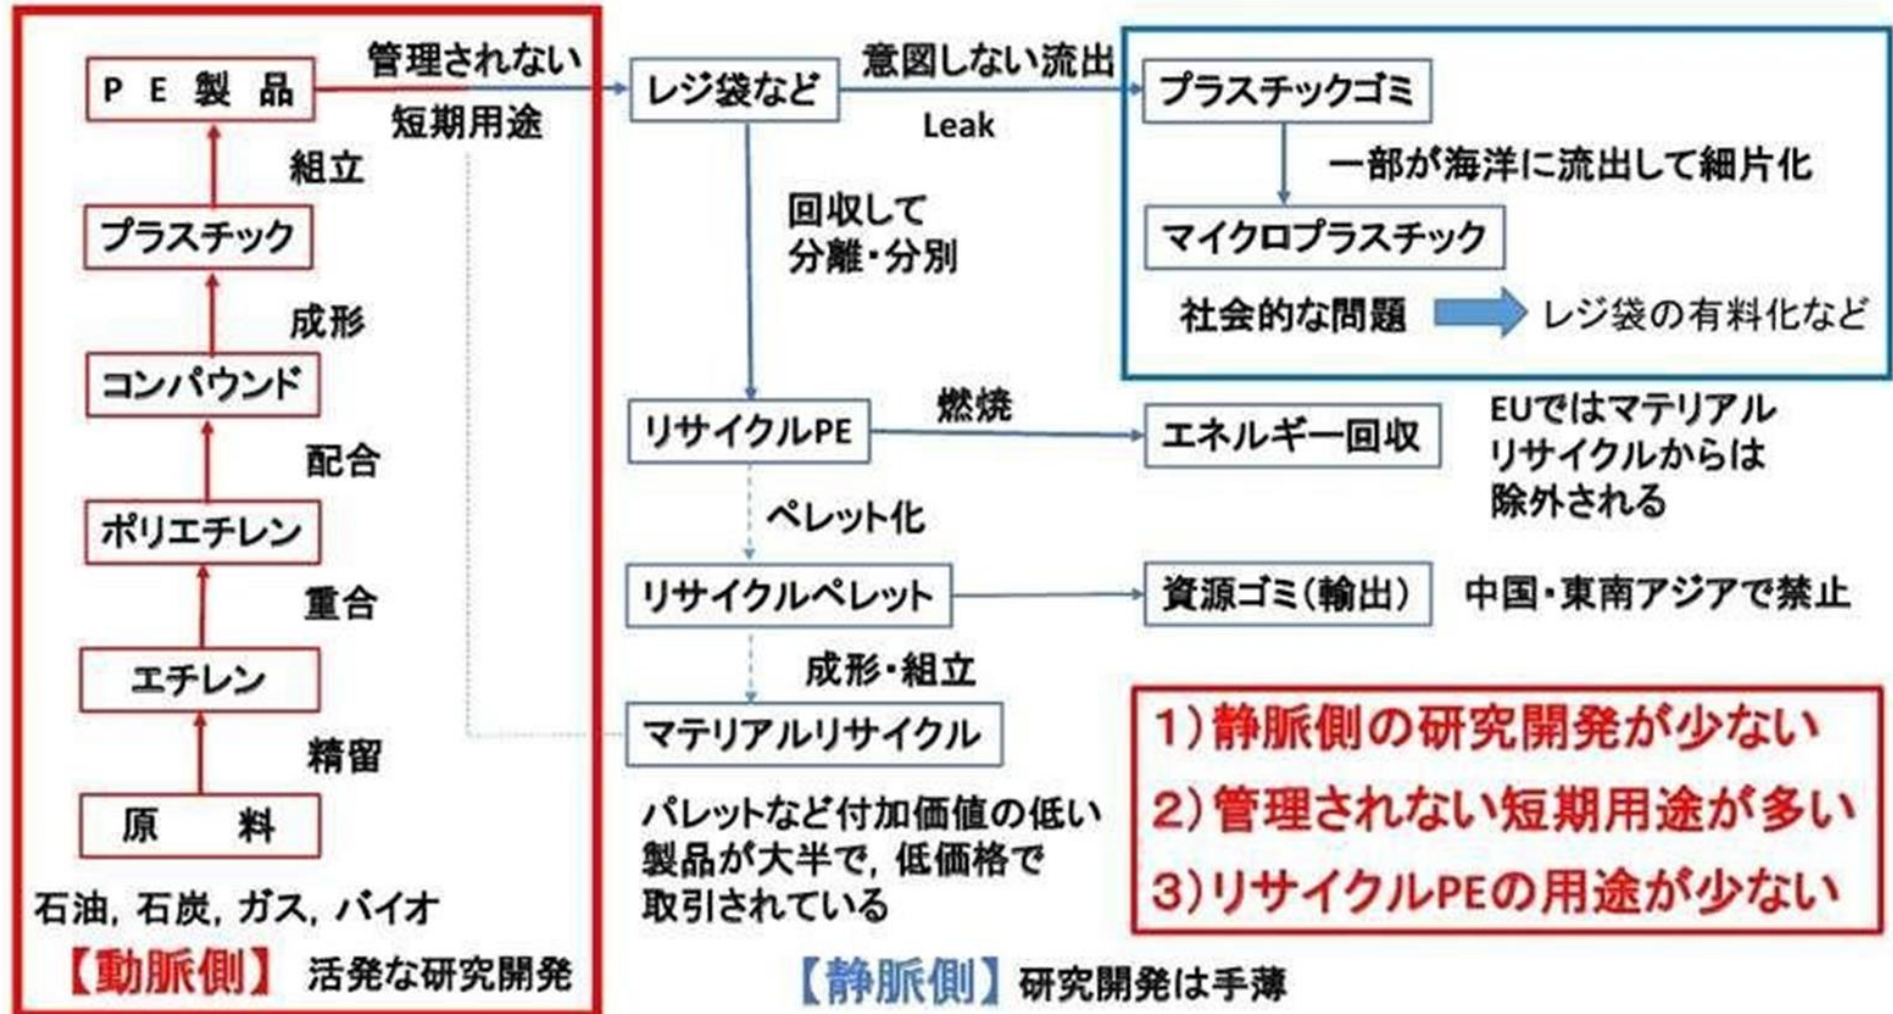 PE製品
管理されない
短期用途
組立
プラスチック
成形
コンパウンド
配合
ポリエチレン
重合
エチレン
精留
原料
石油, 石炭, ガス, バイオ
【動脈側】 活発な研究開発
レジ袋など
意図しない流出
Leak
プラスチックゴミ
一部が海洋に流出して細片化
マイクロプラスチック
社会的な問題 レジ袋の有料化など
回収して
分離・分別
リサイクルPE
燃焼
エネルギー回収
EUではマテリアル
リサイクルからは
除外される
ペレット化
リサイクルペレット
資源ゴミ(輸出)
中国・東南アジアで禁止
成形・組立
マテリアルリサイクル
パレットなど付加価値の低い
製品が大半で, 低価格で
取引されている
【静脈側】 研究開発は手薄
1)静脈側の研究開発が少ない
2)管理されない短期用途が多い
3)リサイクルPEの用途が少ない